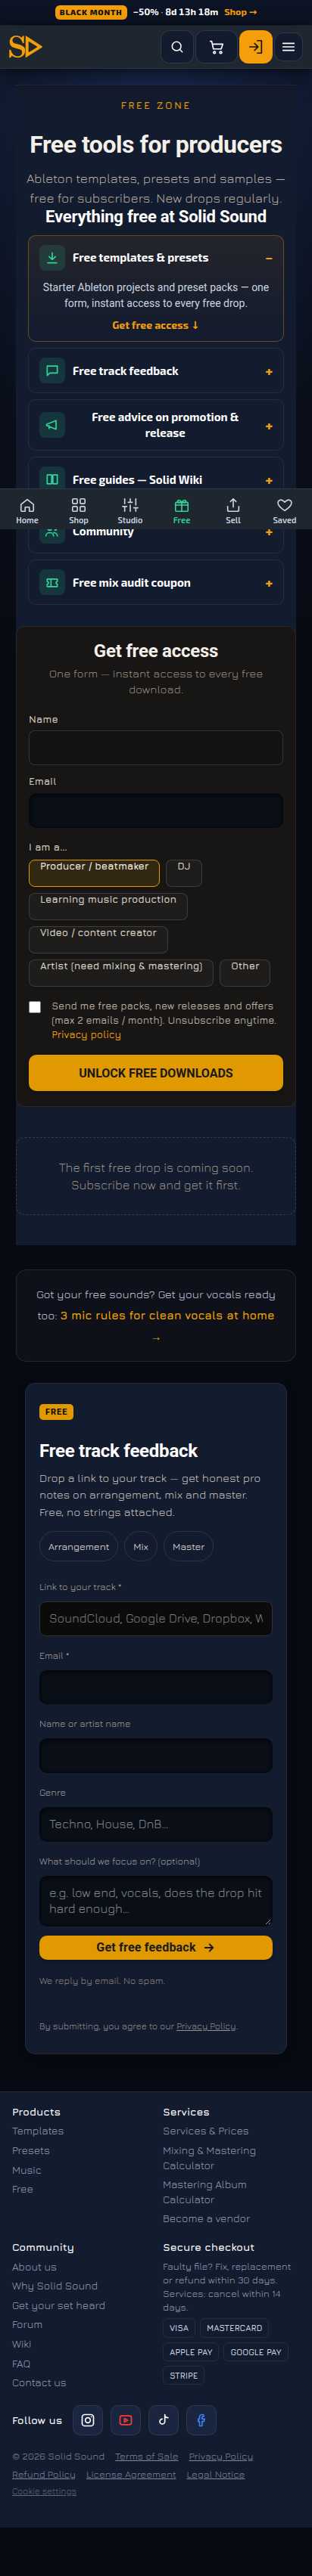 BLACK MONTH −50% · 8d 13h 18m Shop →
FREE ZONE
Free tools for producers
Ableton templates, presets and samples —
free for subscribers. New drops regularly.
Everything free at Solid Sound
Free templates & presets −
Starter Ableton projects and preset packs — one
form, instant access to every free drop.
Get free access ↓
Free track feedback +
Free advice on promotion &
release +
Free guides — Solid Wiki +
Home Shop Studio Free Sell Saved
Community +
Free mix audit coupon +
Get free access
One form — instant access to every free
download.
Name
Email
I am a...
Producer / beatmaker DJ
Learning music production
Video / content creator
Artist (need mixing & mastering) Other
Send me free packs, new releases and offers
(max 2 emails / month). Unsubscribe anytime.
Privacy policy
UNLOCK FREE DOWNLOADS
The first free drop is coming soon.
Subscribe now and get it first.
Got your free sounds? Get your vocals ready
too: 3 mic rules for clean vocals at home
→
FREE
Free track feedback
Drop a link to your track — get honest pro
notes on arrangement, mix and master.
Free, no strings attached.
Arrangement Mix Master
Link to your track *
SoundCloud, Google Drive, Dropbox, W
Email *
Name or artist name
Genre
Techno, House, DnB...
What should we focus on? (optional)
e.g. low end, vocals, does the drop hit
hard enough...
Get free feedback →
We reply by email. No spam.
By submitting, you agree to our Privacy Policy.
Products
Templates
Presets
Music
Free
Services
Services & Prices
Mixing & Mastering
Calculator
Mastering Album
Calculator
Become a vendor
Community
About us
Why Solid Sound
Get your set heard
Forum
Wiki
FAQ
Contact us
Secure checkout
Faulty file? Fix, replacement
or refund within 30 days.
Services: cancel within 14
days.
VISA MASTERCARD
APPLE PAY GOOGLE PAY
STRIPE
Follow us
© 2026 Solid Sound Terms of Sale Privacy Policy
Refund Policy License Agreement Legal Notice
Cookie settings